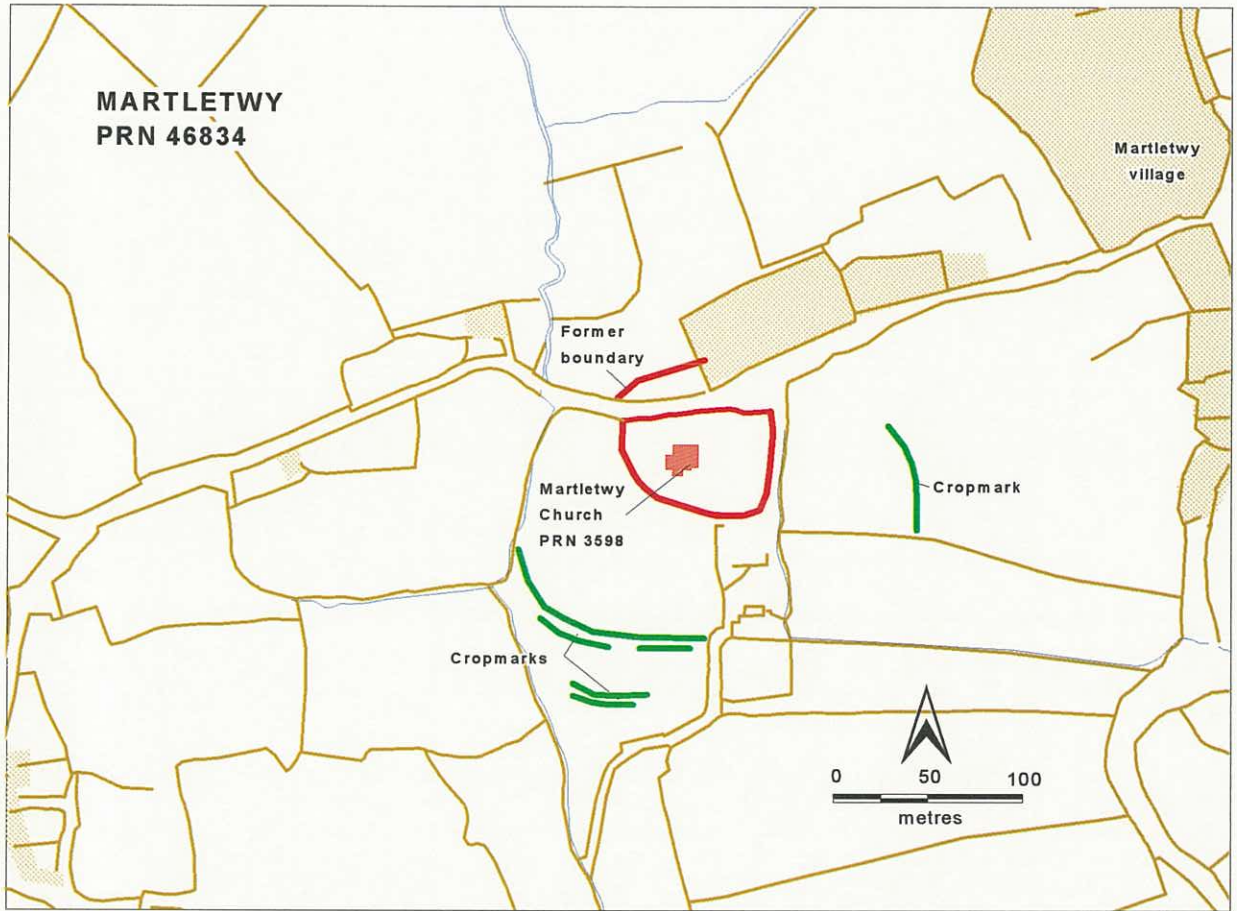 MARTLETWY
PRN 46834
Martletwy
village
Former
boundary
Martletwy
Church
PRN 3598
Cropmark
Cropmarks
0 50 100
metres